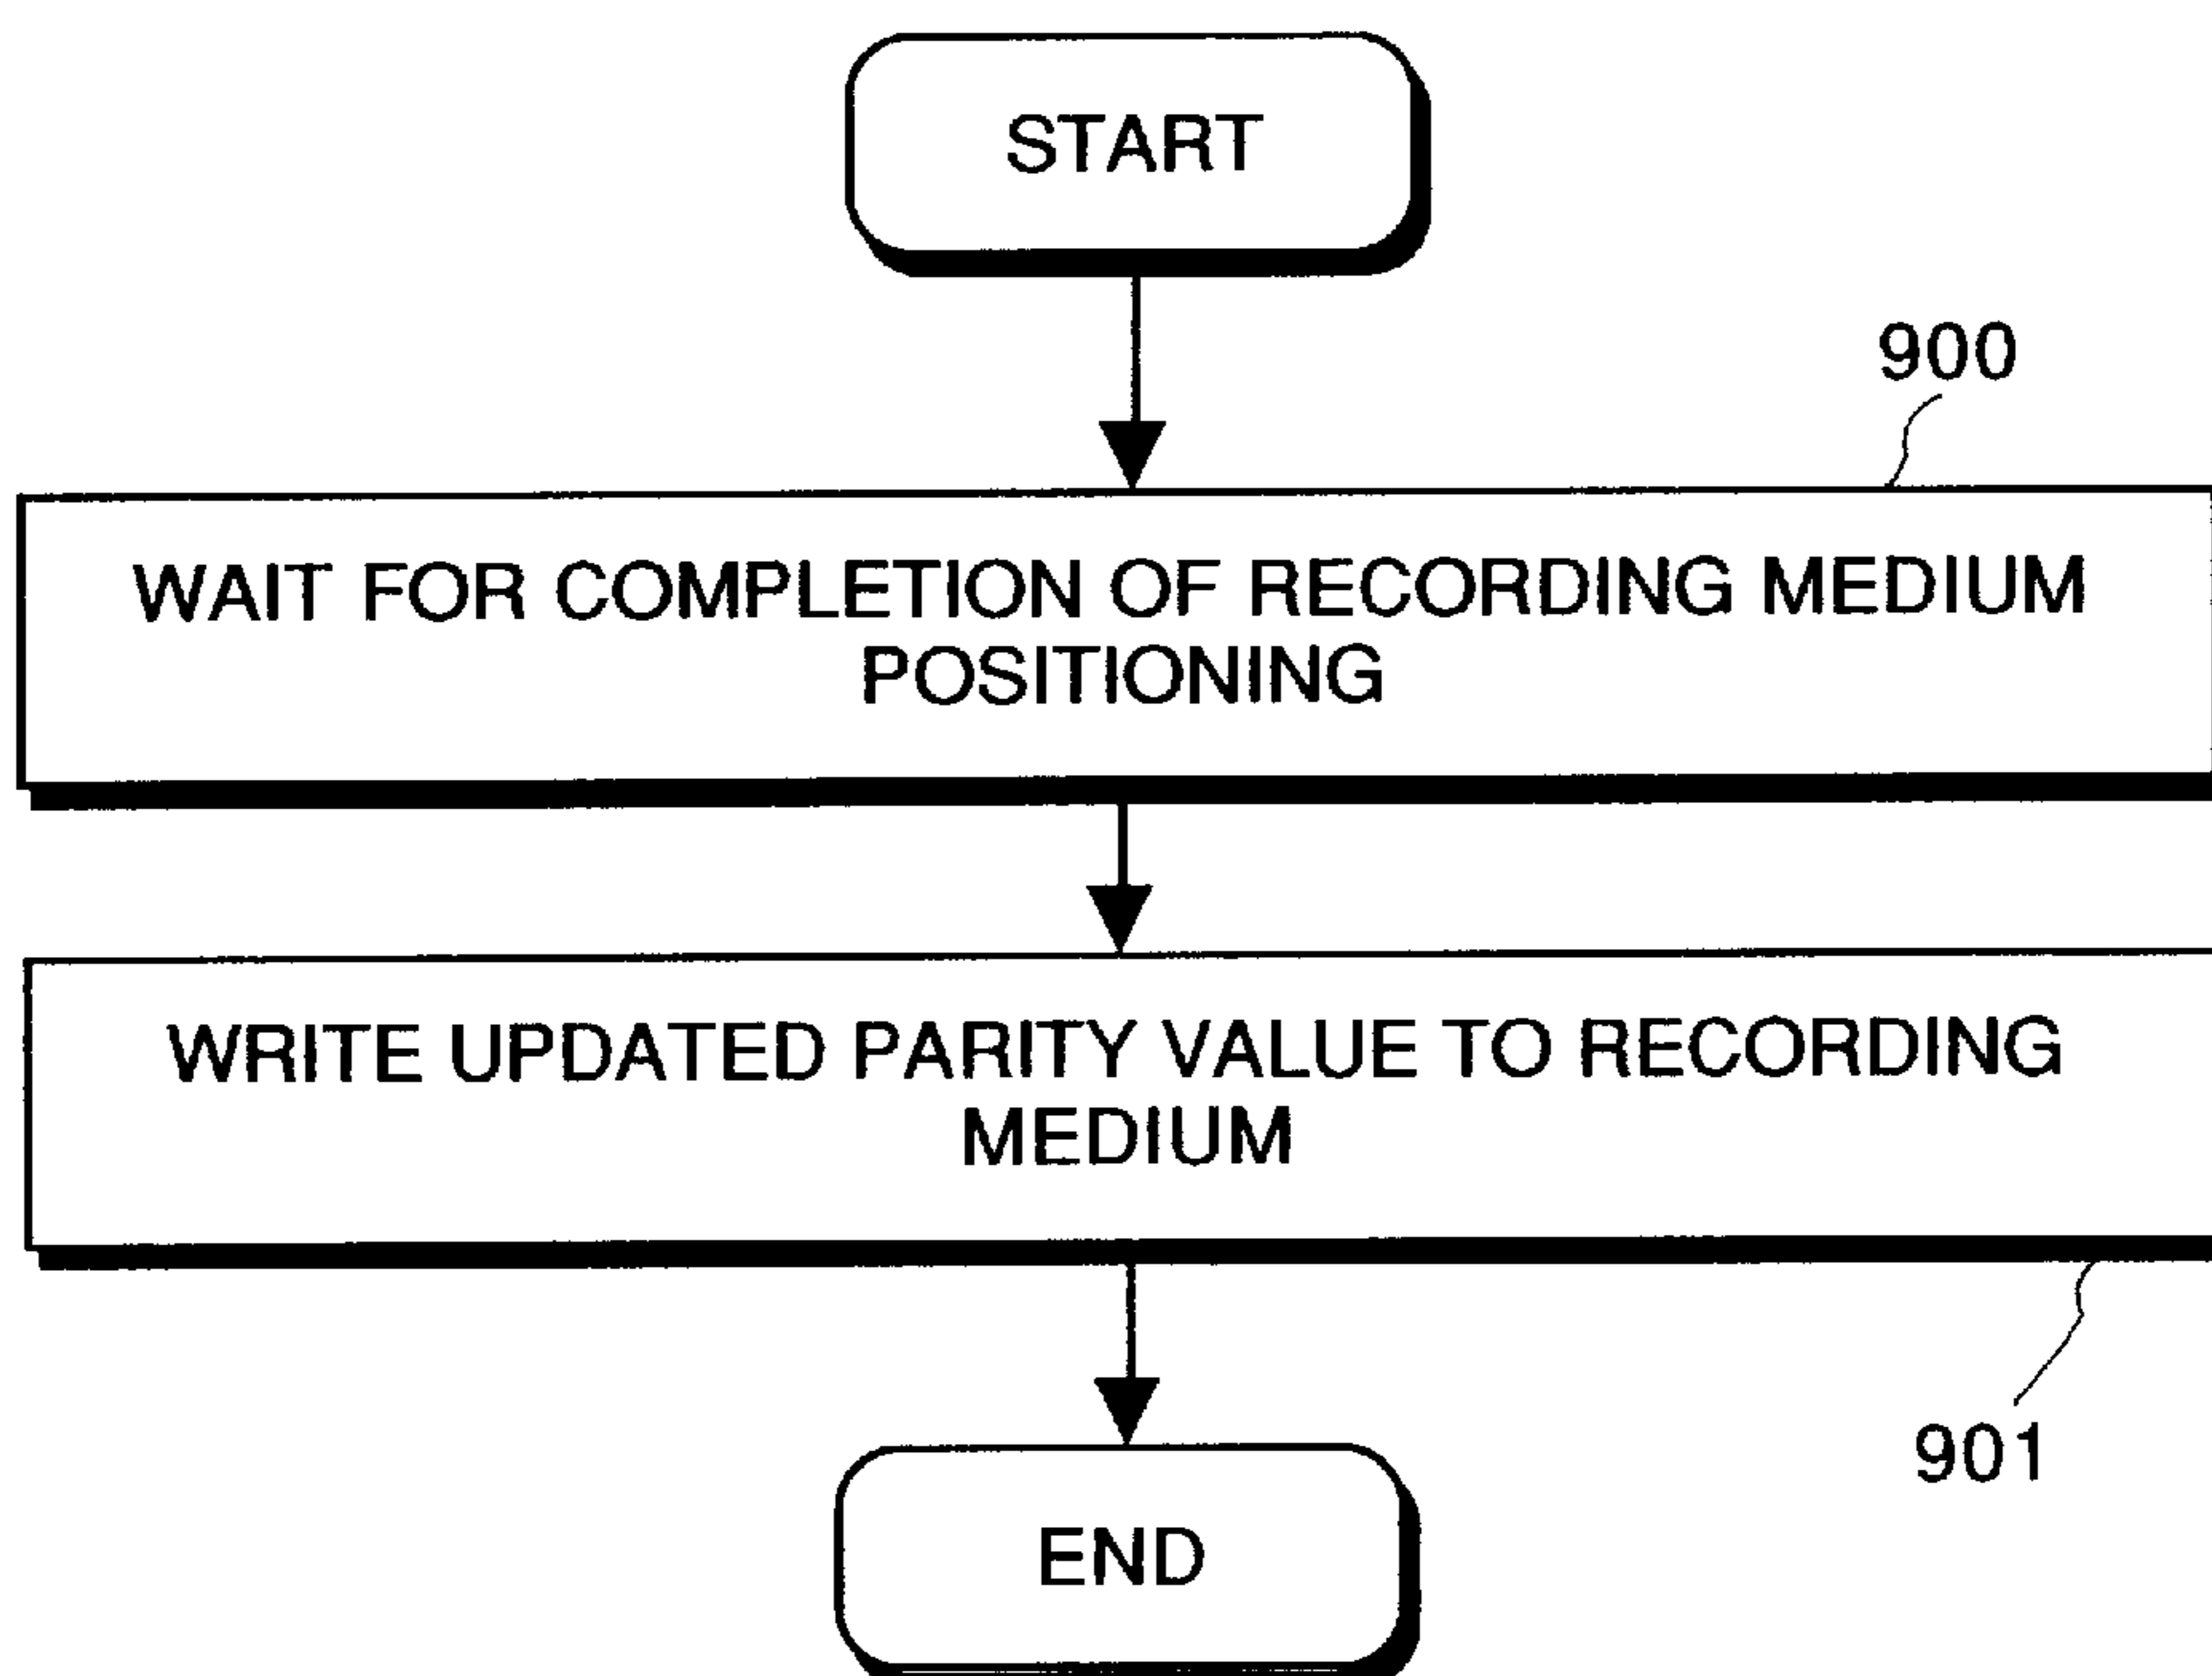 START
900
WAIT FOR COMPLETION OF RECORDING MEDIUM
POSITIONING
WRITE UPDATED PARITY VALUE TO RECORDING
MEDIUM
901
END